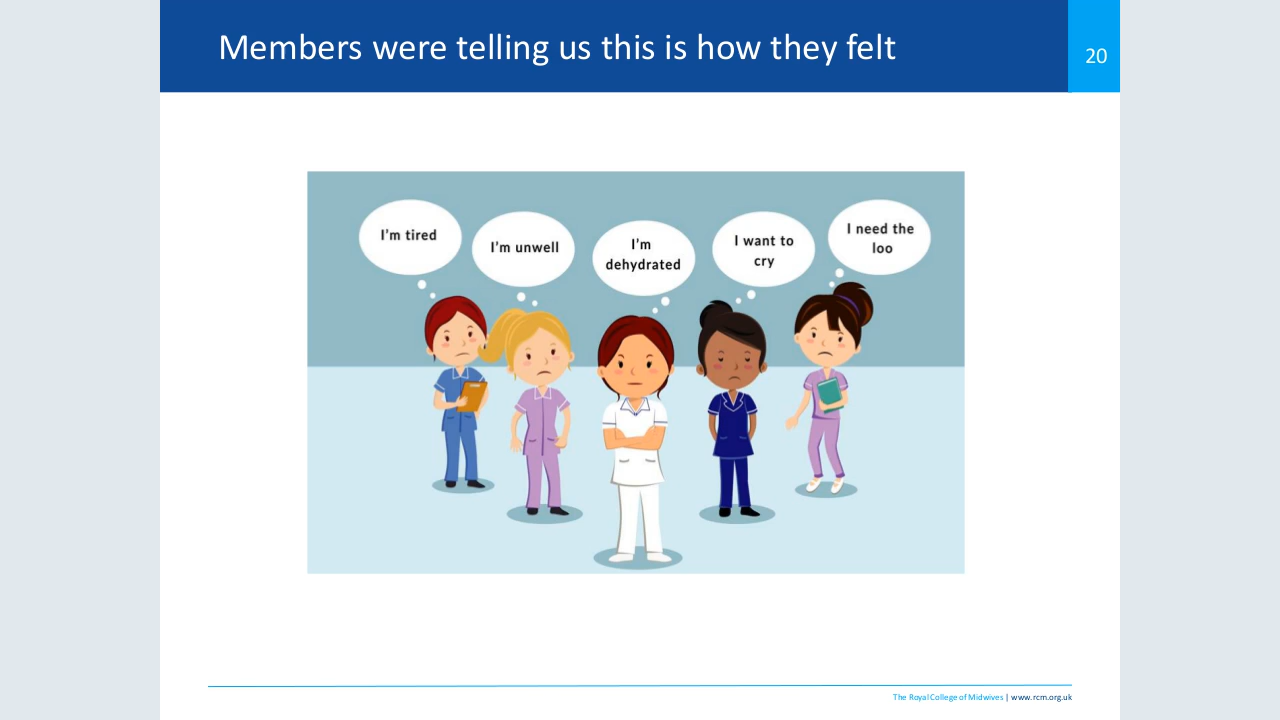 Members were telling us this is how they felt
20
I'm tired
I'm unwell
I'm
dehydrated
I want to
cry
I need the
loo
The Royal College of Midwives | www.rcm.org.uk